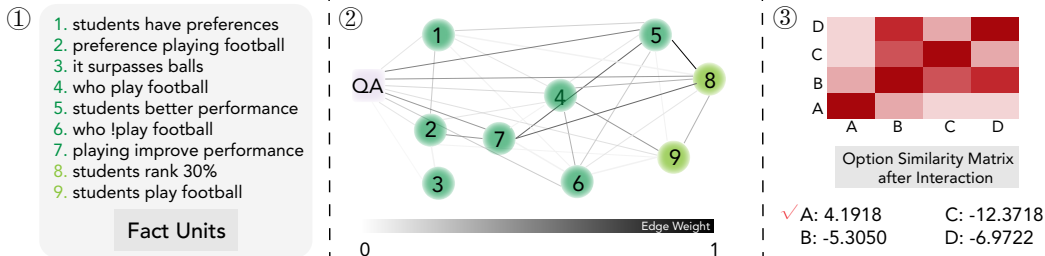 ①
1. students have preferences
2. preference playing football
3. it surpasses balls
4. who play football
5. students better performance
6. who !play football
7. playing improve performance
8. students rank 30%
9. students play football
Fact Units
②
1
5
QA
8
4
2
7
9
3
6
Edge Weight
0
1
③
D
C
B
A
A B C D
Option Similarity Matrix
after Interaction
√ A: 4.1918 C: -12.3718
B: -5.3050 D: -6.9722